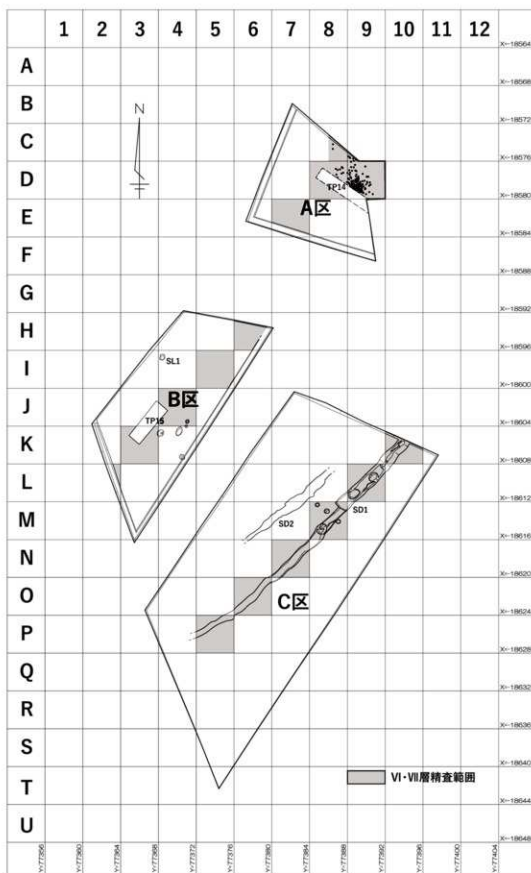 1 2 3 4 5 6 7 8 9 10 11 12
A
B
C
D
E
F
G
H
I
J
K
L
M
N
O
P
Q
R
S
T
U
N
TP14
A区
SL1
B区
TP15
SD2
SD1
C区
VI・VII層精査範囲
X=-18564
X=-18568
X=-18572
X=-18576
X=-18580
X=-18584
X=-18588
X=-18592
X=-18596
X=-18600
X=-18604
X=-18608
X=-18612
X=-18616
X=-18620
X=-18624
X=-18628
X=-18632
X=-18636
X=-18640
X=-18644
X=-18648
Y=77356
Y=77360
Y=77364
Y=77368
Y=77372
Y=77376
Y=77380
Y=77384
Y=77388
Y=77392
Y=77396
Y=77400
Y=77404